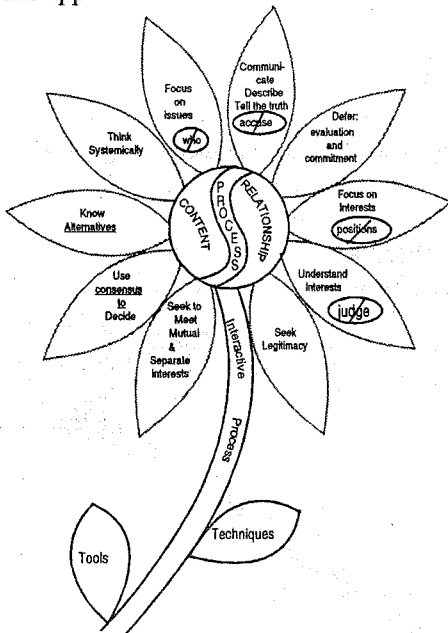 Communi-
cate
Describe
Tell the truth
accuse
Defer:
evaluation
and
commitment
Focus on
Interests
positions
Understand
Interests
judge
Seek
Legitimacy
Seek to
Meet
Mutual
&
Separate
Interests
Use
consensus
to
Decide
Know
Alternatives
Think
Systemically
Focus
on
issues
who
CONTENT
PROCESS
RELATIONSHIP
Interactive
Process
Tools
Techniques